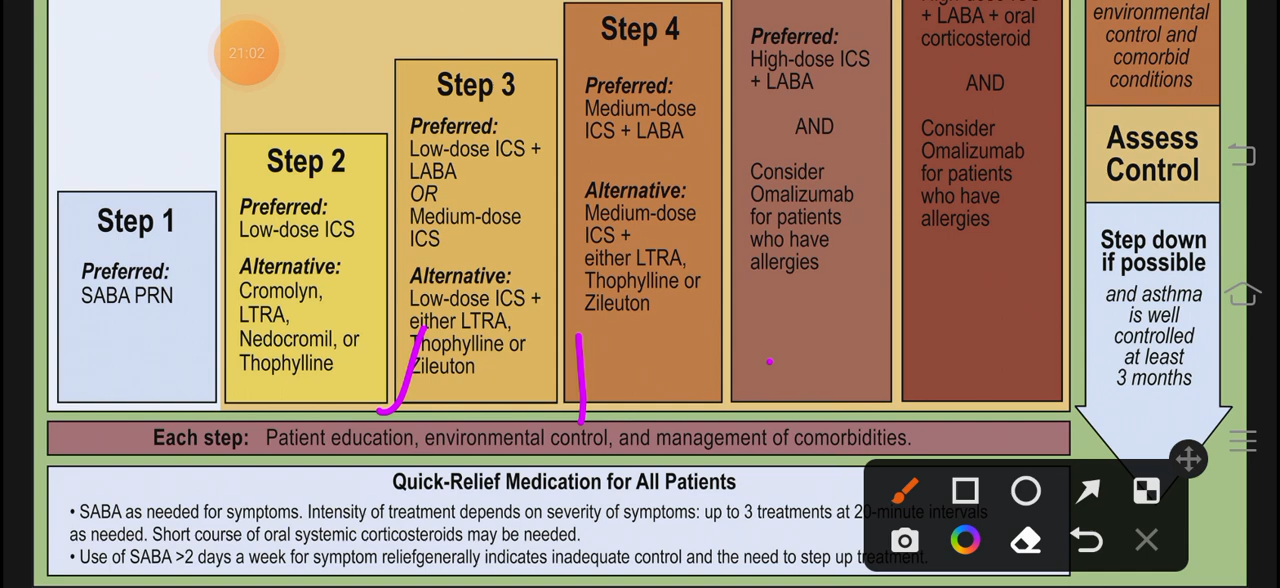 21:02
Step 1
Preferred:
SABA PRN
Step 2
Preferred:
Low-dose ICS
Alternative:
Cromolyn,
LTRA,
Nedocromil, or
Thophylline
Step 3
Preferred:
Low-dose ICS +
LABA
OR
Medium-dose
ICS
Alternative:
Low-dose ICS +
either LTRA,
Thophylline or
Zileuton
Step 4
Preferred:
Medium-dose
ICS + LABA
Alternative:
Medium-dose
ICS +
either LTRA,
Thophylline or
Zileuton
Preferred:
High-dose ICS
+ LABA
AND
Consider
Omalizumab
for patients
who have
allergies
+ LABA + oral
corticosteroid
AND
Consider
Omalizumab
for patients
who have
allergies
environmental
control and
comorbid
conditions
Assess
Control
Step down
if possible
and asthma
is well
controlled
at least
3 months
Each step: Patient education, environmental control, and management of comorbidities.
Quick-Relief Medication for All Patients
• SABA as needed for symptoms. Intensity of treatment depends on severity of symptoms: up to 3 treatments at 20-minute intervals
as needed. Short course of oral systemic corticosteroids may be needed.
• Use of SABA >2 days a week for symptom reliefgenerally indicates inadequate control and the need to step up treatment.